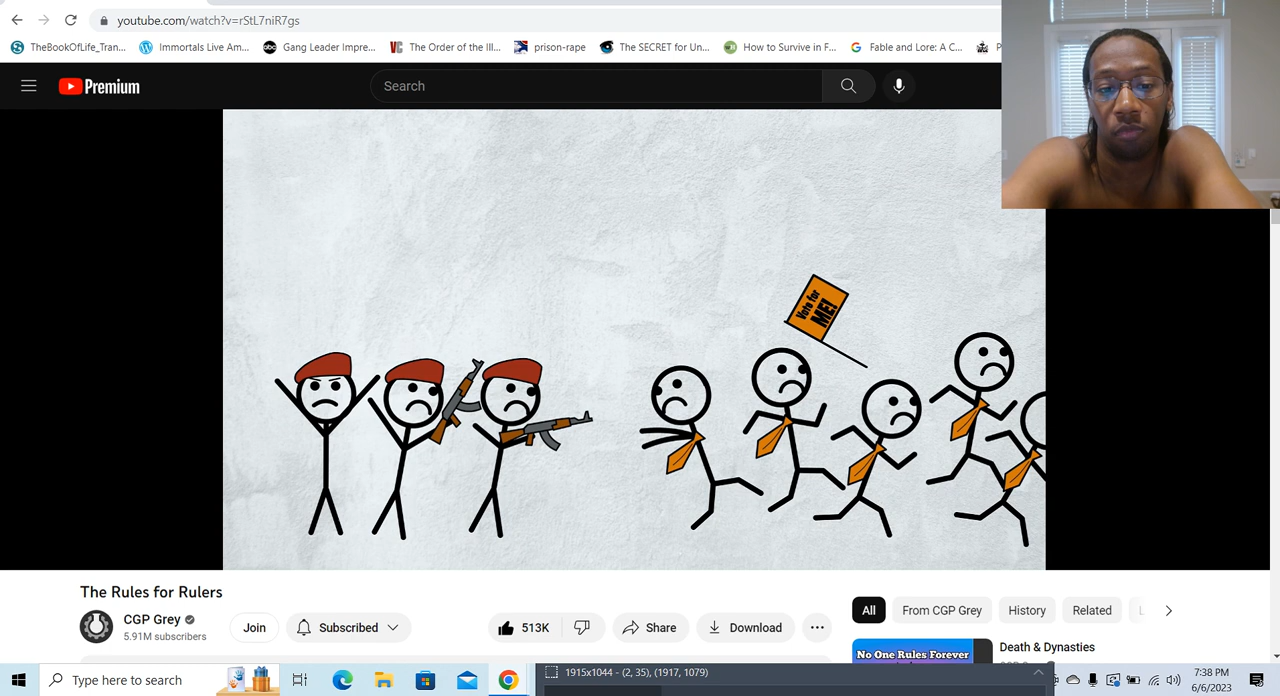 youtube.com/watch?v=rStL7niR7gs
TheBookOfLife_Tran... Immortals Live Am... Gang Leader Impre... The Order of the Ill... prison-rape The SECRET for Un... How to Survive in F... Fable and Lore: A C...
Premium
Search
Vote for
ME!
The Rules for Rulers
CGP Grey
5.91M subscribers
Join
Subscribed
513K
Share
Download
All
From CGP Grey
History
Related
No One Rules Forever
Death & Dynasties
Type here to search
1915x1044 - (2, 35), (1917, 1079)
7:38 PM
6/6/2023